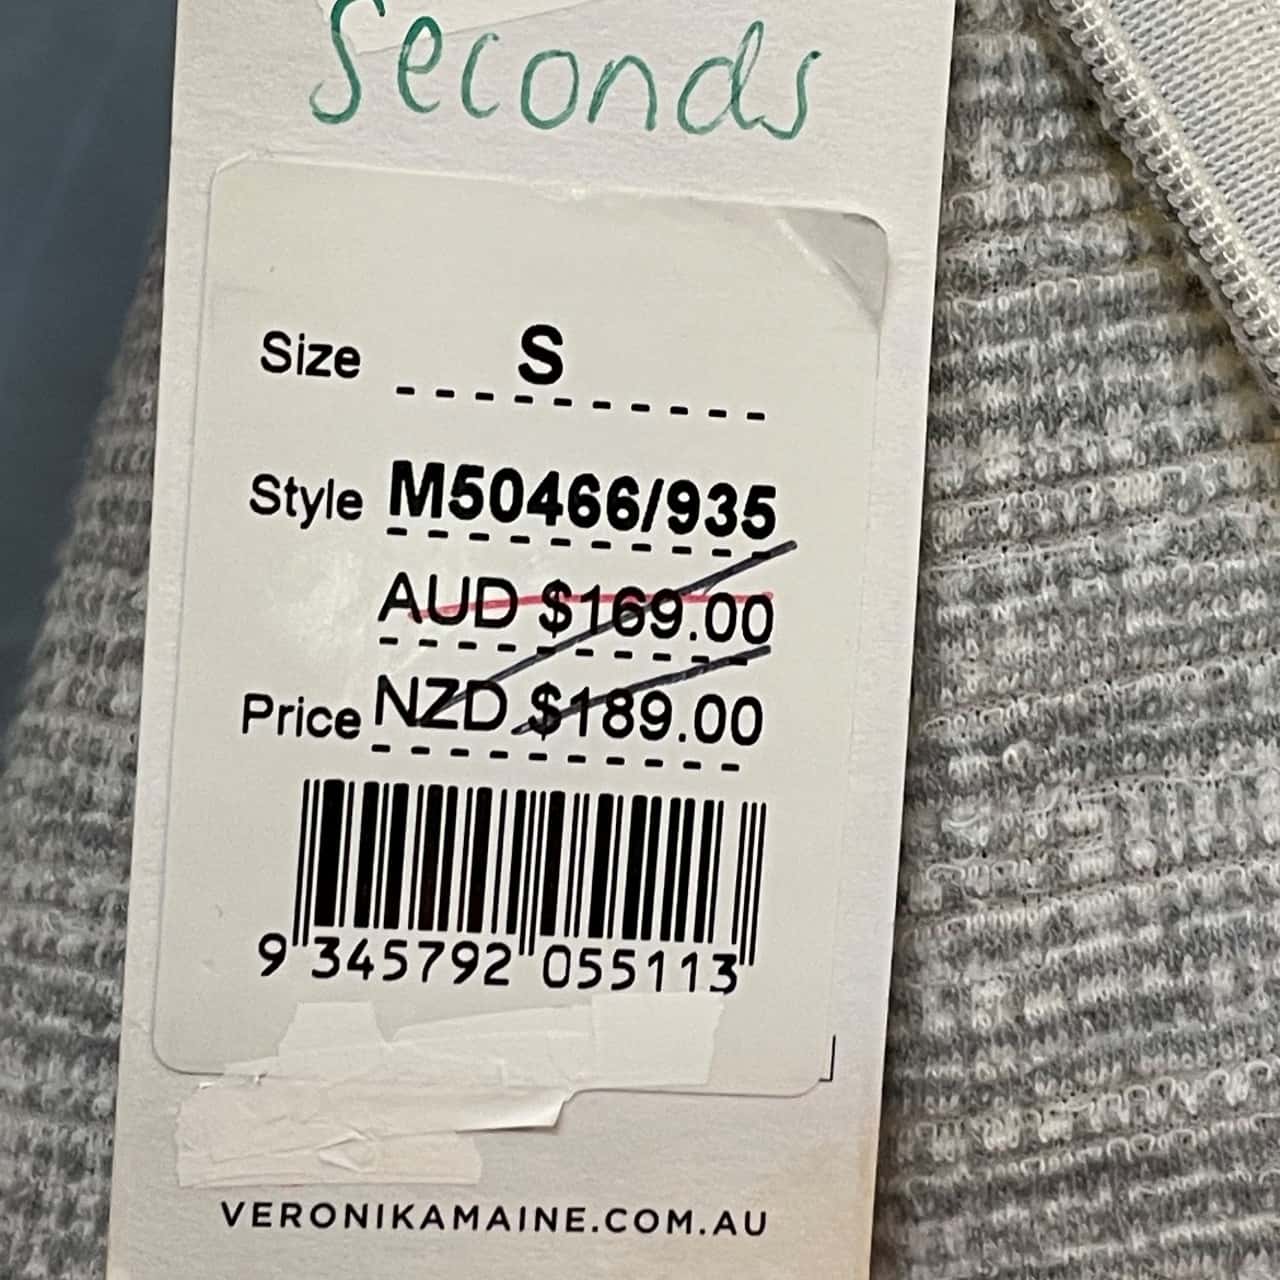 Seconds
Size S
Style M50466/935
AUD $169.00
Price NZD $189.00
9 345792 055113
VERONIKAMAINE.COM.AU